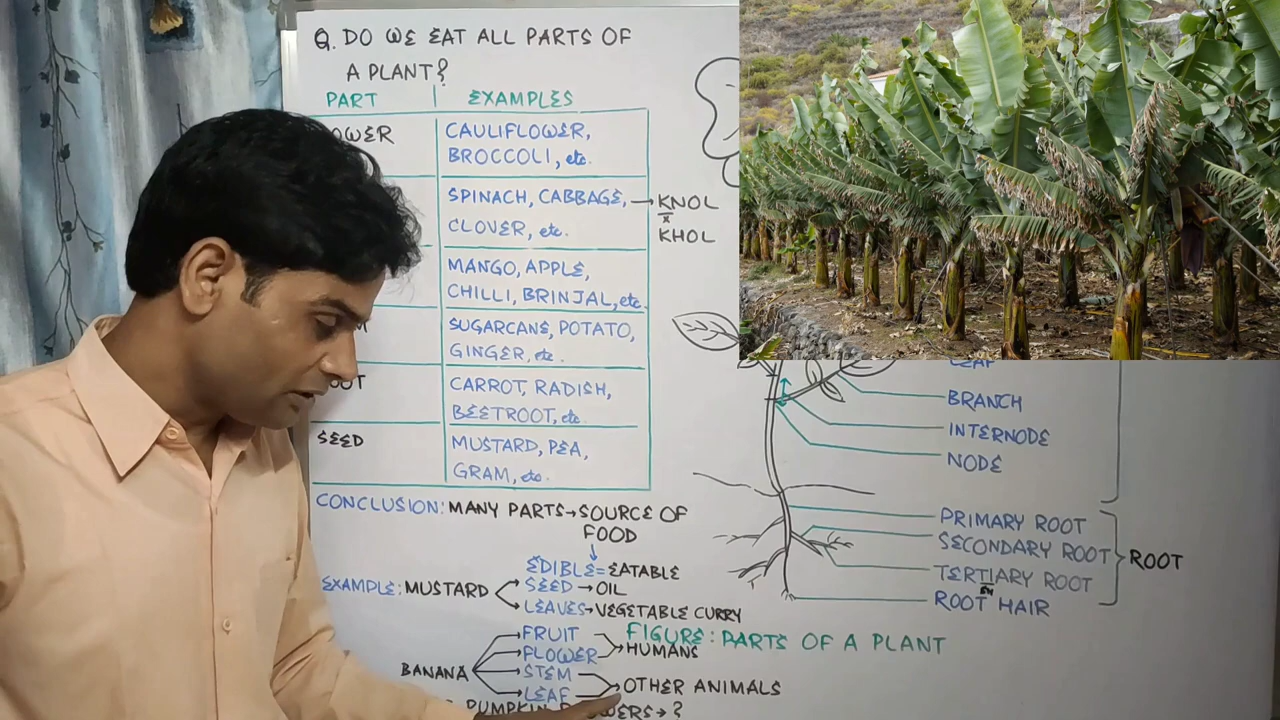 Q. DO WE EAT ALL PARTS OF
A PLANT?
PART EXAMPLES
OWER CAULIFLOWER,
BROCCOLI, etc.
SPINACH, CABBAGE, → KNOL
CLOVER, etc. KHOL
MANGO, APPLE,
CHILLI, BRINJAL, etc.
SUGARCANE, POTATO,
GINGER, etc.
OOT CARROT, RADISH,
BEETROOT, etc.
SEED MUSTARD, PEA,
GRAM, etc.
CONCLUSION: MANY PARTS → SOURCE OF
FOOD
EDIBLE = EATABLE
EXAMPLE: MUSTARD SEED → OIL
LEAVES → VEGETABLE CURRY
BANANA FRUIT
FLOWER → HUMANS
STEM
LEAF → OTHER ANIMALS
PUMPKIN FLOWERS → ?
LEAF
BRANCH
INTERNODE
NODE
PRIMARY ROOT
SECONDARY ROOT
TERTIARY ROOT
ROOT HAIR
ROOT
FIGURE: PARTS OF A PLANT